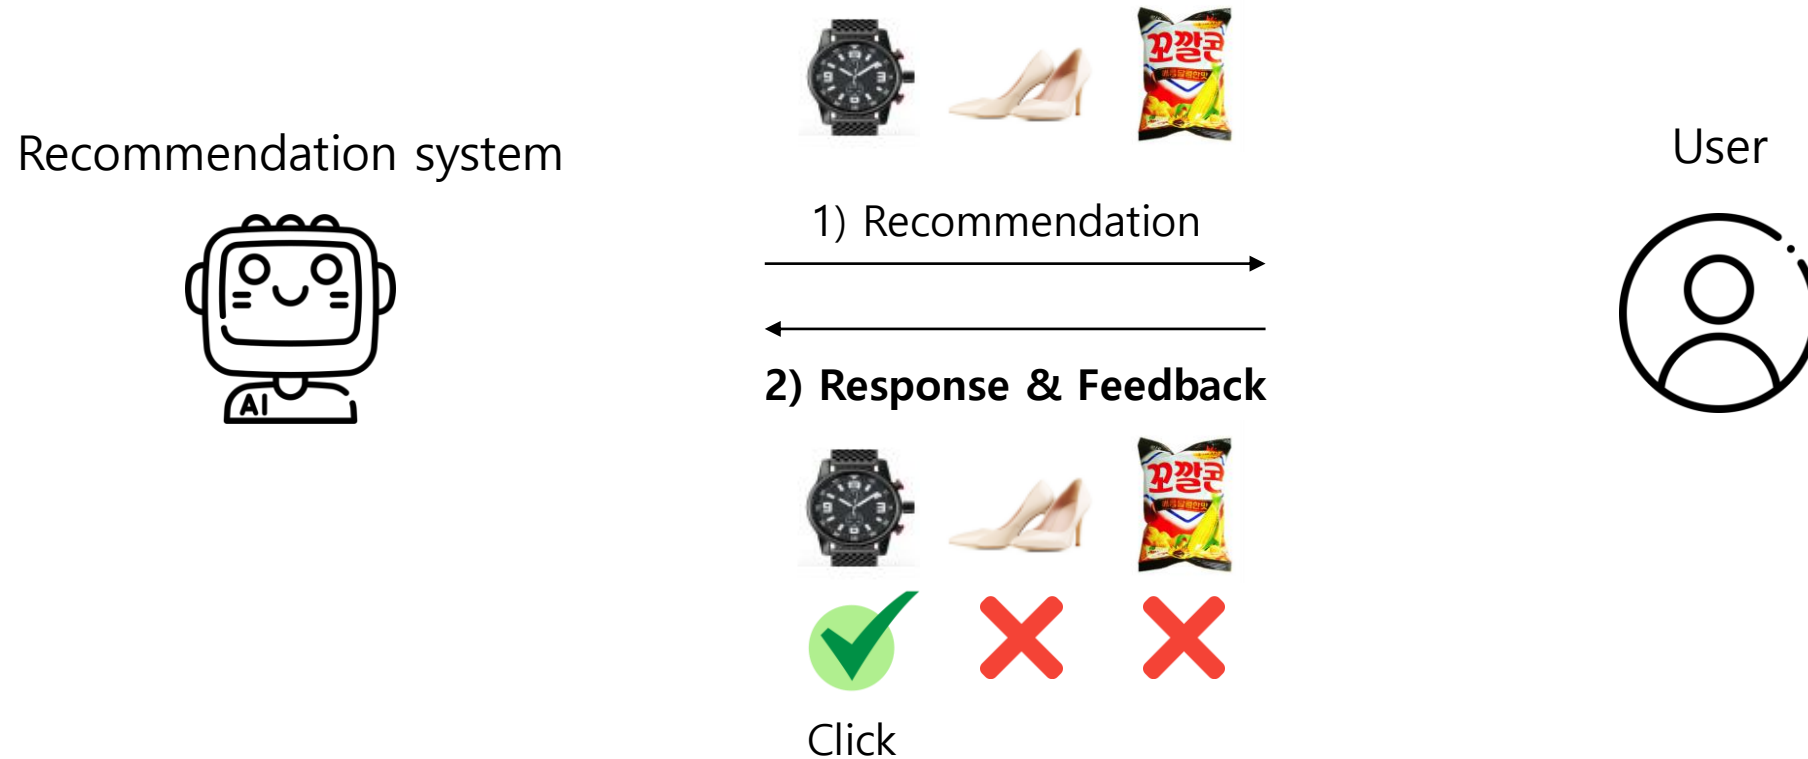 꼬깔콘
Recommendation system
User
1) Recommendation
AI
2) Response & Feedback
꼬깔콘
Click